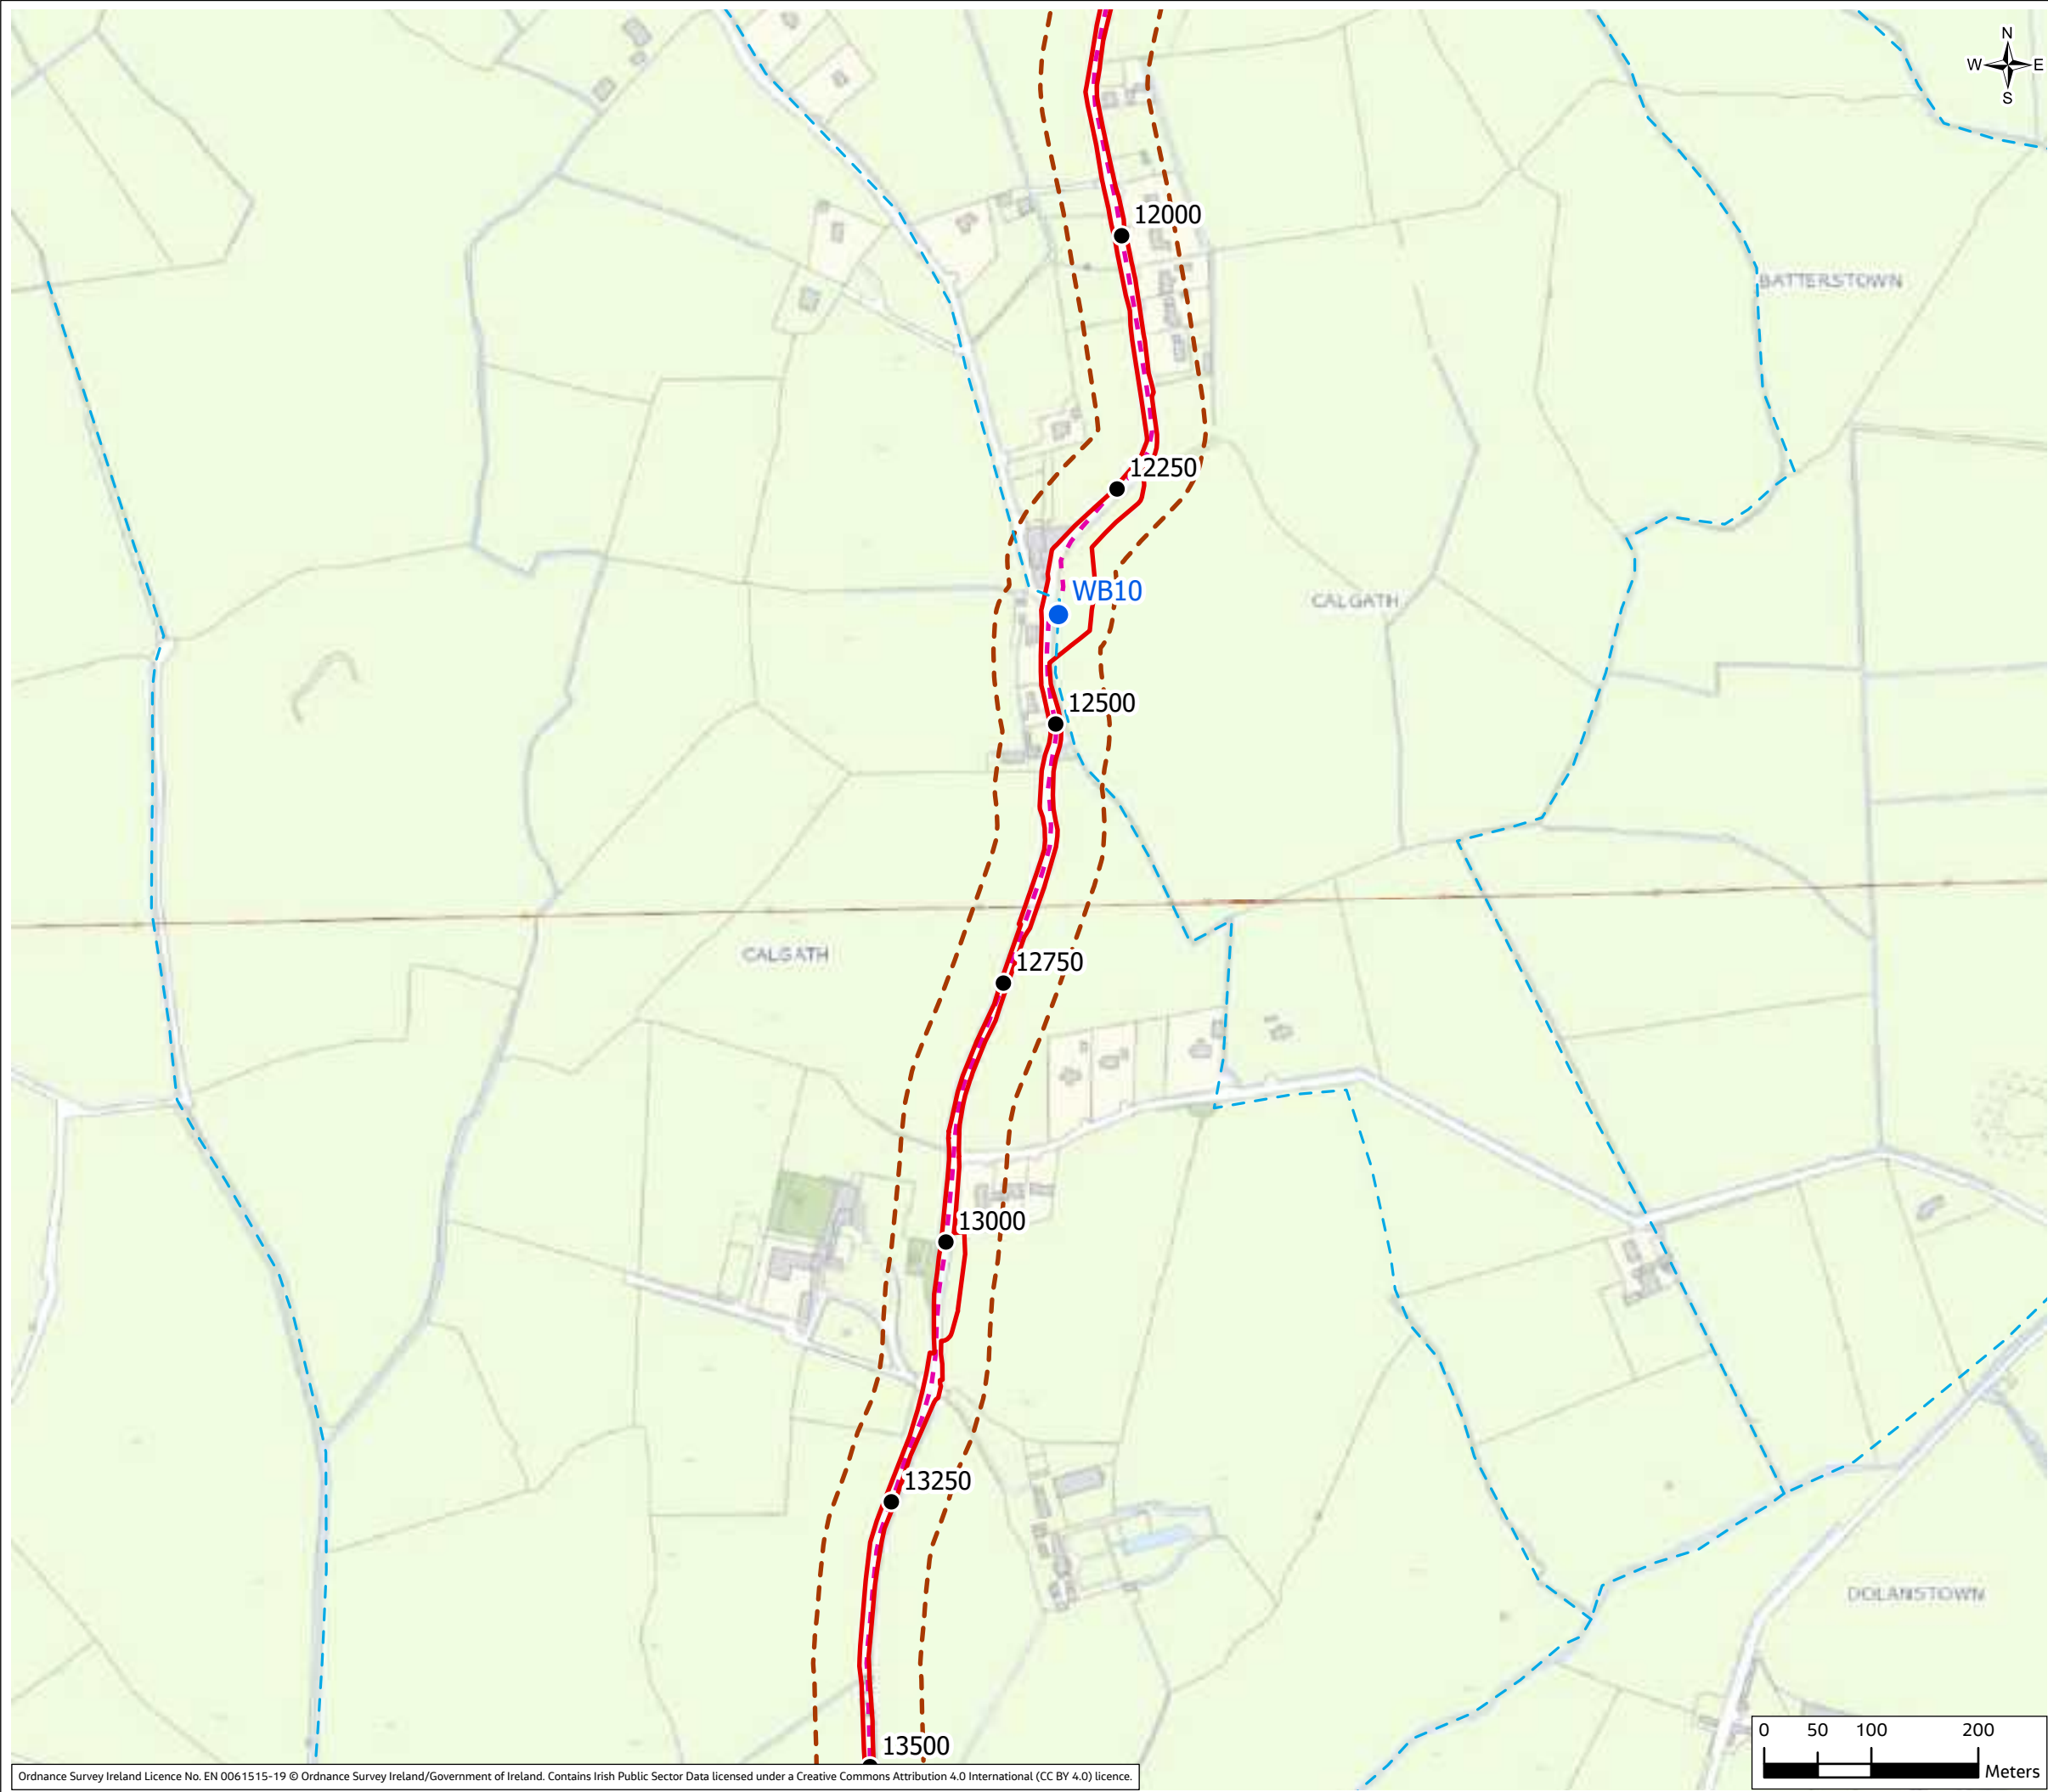 N
W E
S
12000
BATTERSTOWN
12250
WB10
CALGATH
12500
CALGATH
12750
13000
13250
DOLANSTOWN
13500
0 50 100 200
Meters
Ordnance Survey Ireland Licence No. EN 0061515-19 © Ordnance Survey Ireland/Government of Ireland. Contains Irish Public Sector Data licensed under a Creative Commons Attribution 4.0 International (CC BY 4.0) licence.